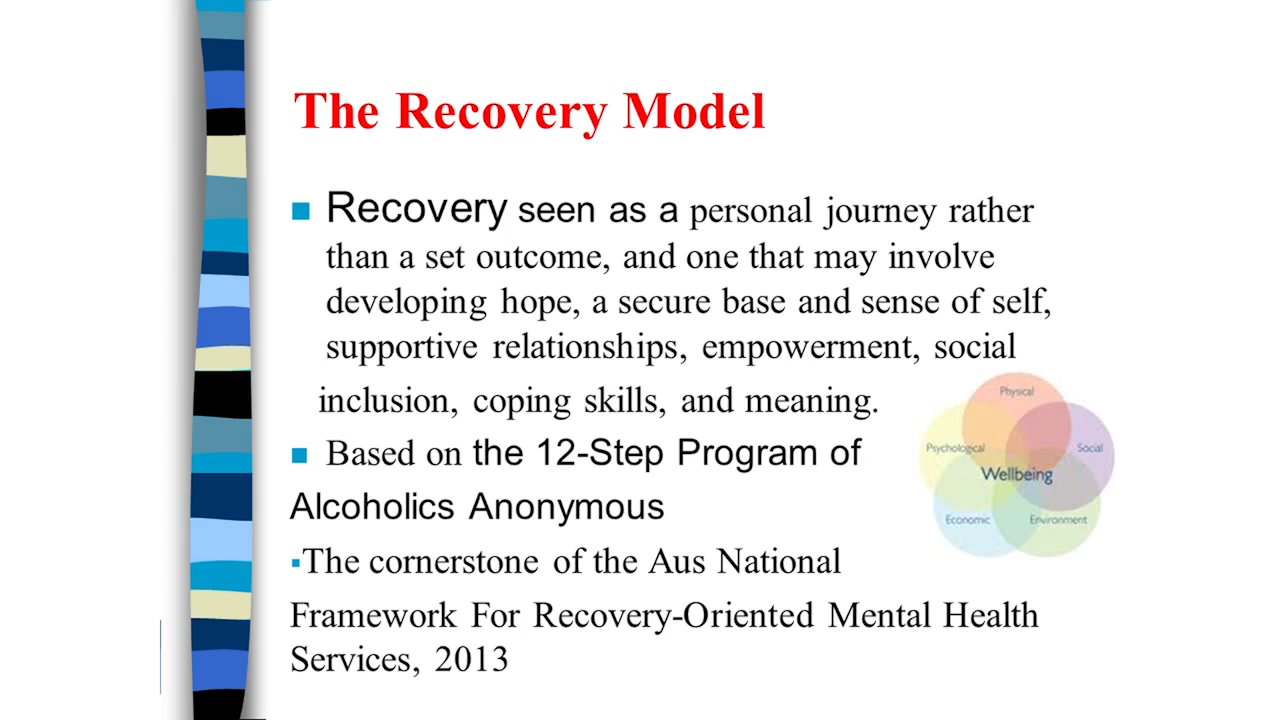 The Recovery Model
Recovery seen as a personal journey rather
than a set outcome, and one that may involve
developing hope, a secure base and sense of self,
supportive relationships, empowerment, social
inclusion, coping skills, and meaning.
Based on the 12-Step Program of
Alcoholics Anonymous
The cornerstone of the Aus National
Framework For Recovery-Oriented Mental Health
Services, 2013
Physical
Psychological
Social
Wellbeing
Economic
Environment